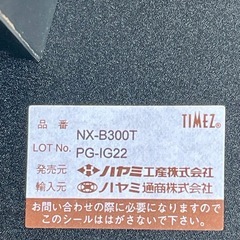 TIMEZ®
品番 NX-B300T
LOT No. PG-IG22
発売元 ハヤミ工産株式会社
輸入元 ハヤミ通商株式会社
お問い合わせの際に必要になりますので
このシールははがさないでください。